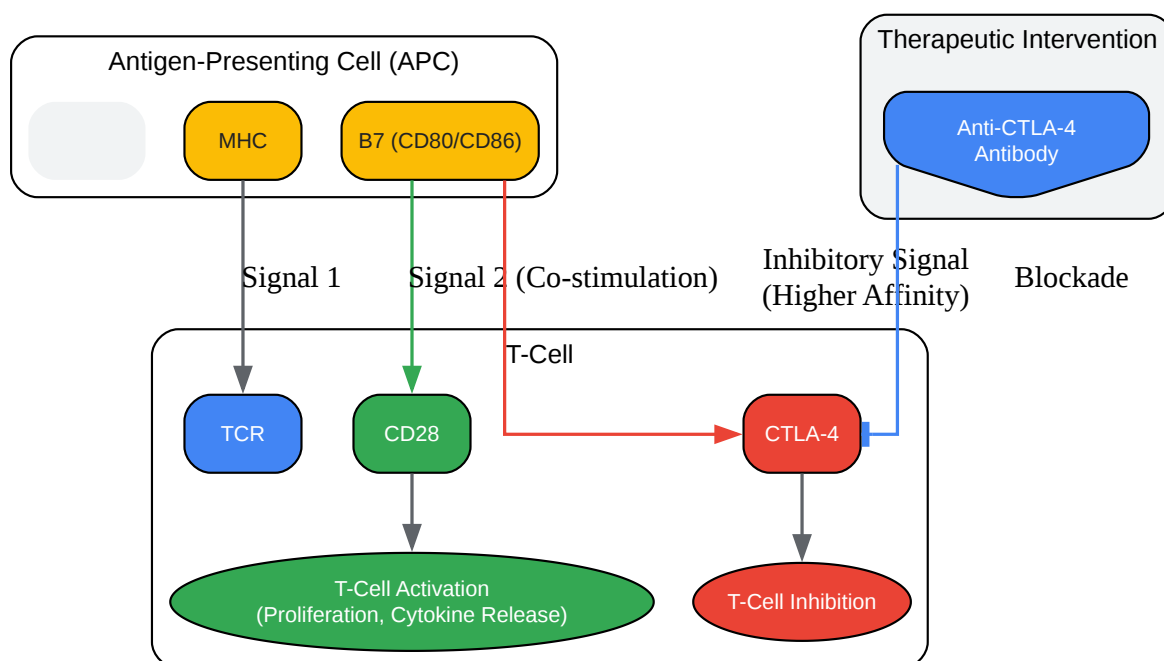 Antigen-Presenting Cell (APC)
Therapeutic Intervention
MHC
B7 (CD80/CD86)
Anti-CTLA-4
Antibody
Signal 1
Signal 2 (Co-stimulation)
Inhibitory Signal
(Higher Affinity)
Blockade
T-Cell
TCR
CD28
CTLA-4
T-Cell Activation
(Proliferation, Cytokine Release)
T-Cell Inhibition